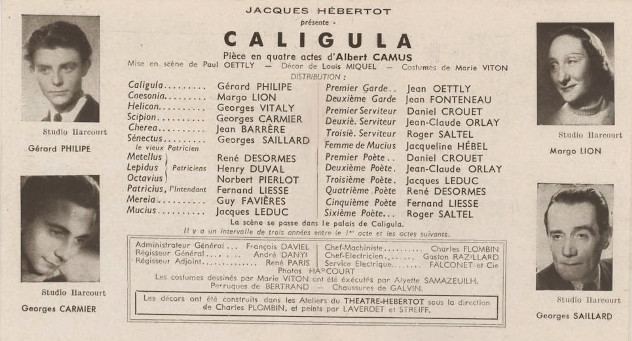 JACQUES HÉBERTOT
présente
CALIGULA
Pièce en quatre actes d'Albert CAMUS
Mise en scène de Paul OETTLY — Décor de Louis MIQUEL — Costumes de Marie VITON
DISTRIBUTION :
Caligula......... Gérard PHILIPE
Caesonia......... Margo LION
Helicon......... Georges VITALY
Scipion......... Georges CARMIER
Cherea......... Jean BARRÈRE
Sénectus......... Georges SAILLARD
le vieux Patricien
Metellus René DESORMES
Lepidus Patriciens Henry DUVAL
Octavius Norbert PIERLOT
Patricius, l'Intendant Fernand LIESSE
Mereia......... Guy FAVIÈRES
Mucius......... Jacques LEDUC
Premier Garde.. Jean OETTLY
Deuxième Garde Jean FONTENEAU
Premier Serviteur Daniel CROUET
Deuxiè. Serviteur Jean-Claude ORLAY
Troisiè. Serviteur Roger SALTEL
Femme de Mucius Jacqueline HÉBEL
Premier Poète.. Daniel CROUET
Deuxième Poète. Jean-Claude ORLAY
Troisième Poète. Jacques LEDUC
Quatrième Poète René DESORMES
Cinquième Poète Fernand LIESSE
Sixième Poète... Roger SALTEL
La scène se passe dans le palais de Caligula.
Il y a un intervalle de trois années entre le 1er acte et les actes suivants.
Administrateur Général... François DAVIEL
Régisseur Général......... André DANYI
Régisseur Adjoint......... René PARIS
Chef-Machiniste......... Charles FLOMBIN
Chef-Electricien......... Gaston RAZILLARD
Service Electrique......... FALCONET et Cie
Photos HARCOURT
Les costumes dessinés par Marie VITON ont été exécutés par Alyette SAMAZEUILH.
Perruques de BERTRAND — Chaussures de GALVIN.
Les décors ont été construits dans les Ateliers du THEATRE-HEBERTOT sous la direction
de Charles PLOMBIN, et peints par LAVERDET et STREIFF.
Studio Harcourt
Gérard PHILIPE
Studio Harcourt
Georges CARMIER
Studio Harcourt
Margo LION
Studio Harcourt
Georges SAILLARD